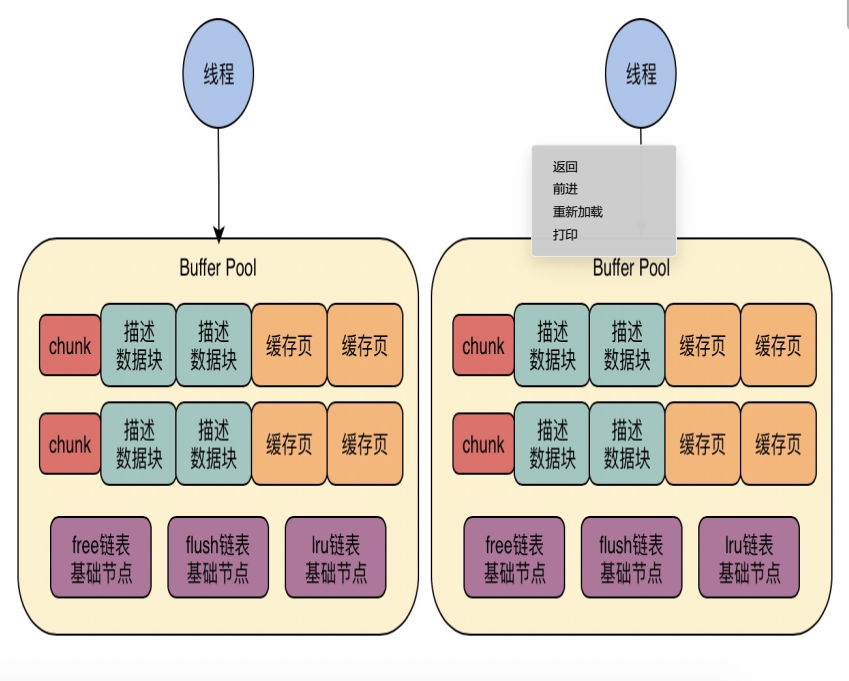 线程
线程
返回
前进
重新加载
打印
Buffer Pool
Buffer Pool
chunk
描述
数据块
描述
数据块
缓存页
缓存页
chunk
描述
数据块
描述
数据块
缓存页
缓存页
chunk
描述
数据块
描述
数据块
缓存页
缓存页
chunk
描述
数据块
描述
数据块
缓存页
缓存页
free链表
基础节点
flush链表
基础节点
lru链表
基础节点
free链表
基础节点
flush链表
基础节点
lru链表
基础节点